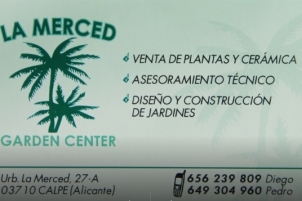 LA MERCED
GARDEN CENTER
VENTA DE PLANTAS Y CERÁMICA
ASESORAMIENTO TÉCNICO
DISEÑO Y CONSTRUCCIÓN
DE JARDINES
Urb. La Merced, 27-A
03710 CALPE (Alicante)
656 239 809 Diego
649 304 960 Pedro